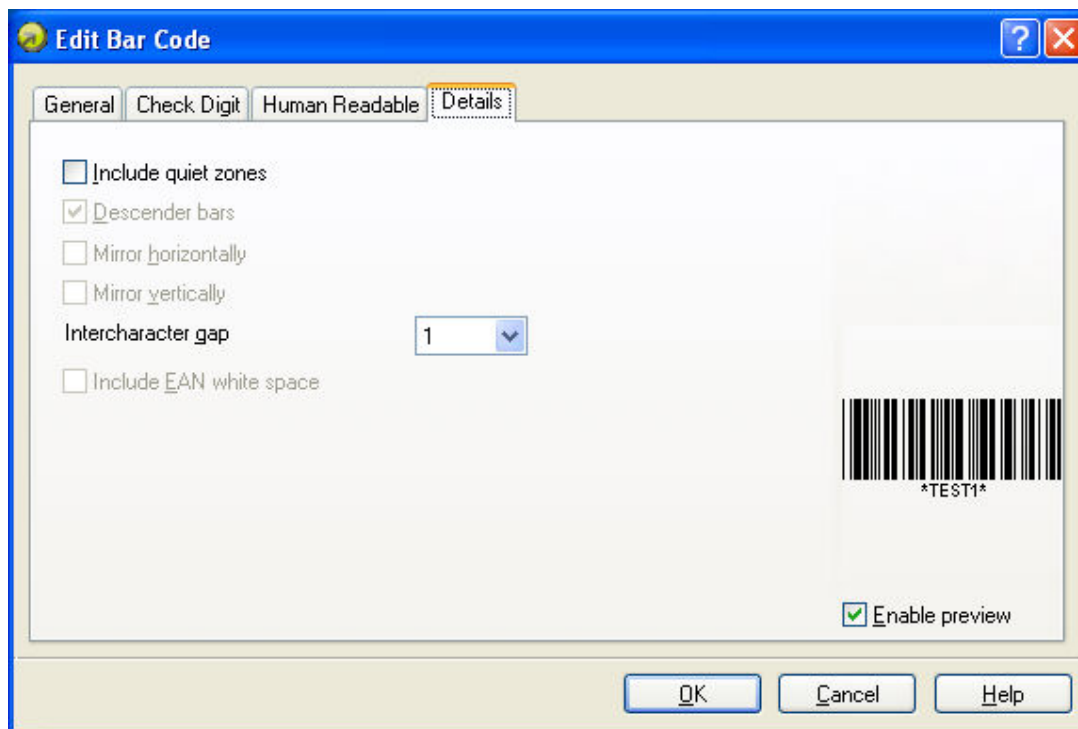 Edit Bar Code
General Check Digit Human Readable Details
Include quiet zones
Descender bars
Mirror horizontally
Mirror vertically
Intercharacter gap 1
Include EAN white space
*TEST1*
Enable preview
OK Cancel Help